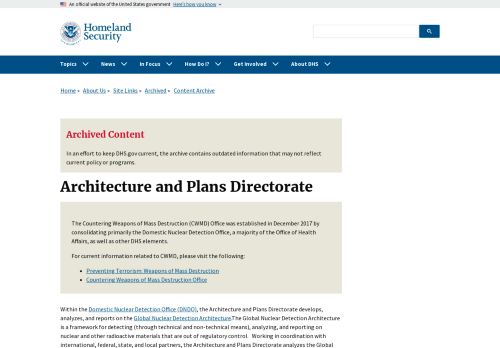 An official website of the United States government Here's how you know
Homeland
Security
Topics News In Focus How Do I? Get Involved About DHS
Home » About Us » Site Links » Archived » Content Archive
Archived Content
In an effort to keep DHS.gov current, the archive contains outdated information that may not reflect
current policy or programs.
Architecture and Plans Directorate
The Countering Weapons of Mass Destruction (CWMD) Office was established in December 2017 by
consolidating primarily the Domestic Nuclear Detection Office, a majority of the Office of Health
Affairs, as well as other DHS elements.
For current information related to CWMD, please visit the following:
• Preventing Terrorism: Weapons of Mass Destruction
• Countering Weapons of Mass Destruction Office
Within the Domestic Nuclear Detection Office (DNDO), the Architecture and Plans Directorate develops,
analyzes, and reports on the Global Nuclear Detection Architecture.The Global Nuclear Detection Architecture
is a framework for detecting (through technical and non-technical means), analyzing, and reporting on
nuclear and other radioactive materials that are out of regulatory control. Working in coordination with
international, federal, state, and local partners, the Architecture and Plans Directorate analyzes the Global